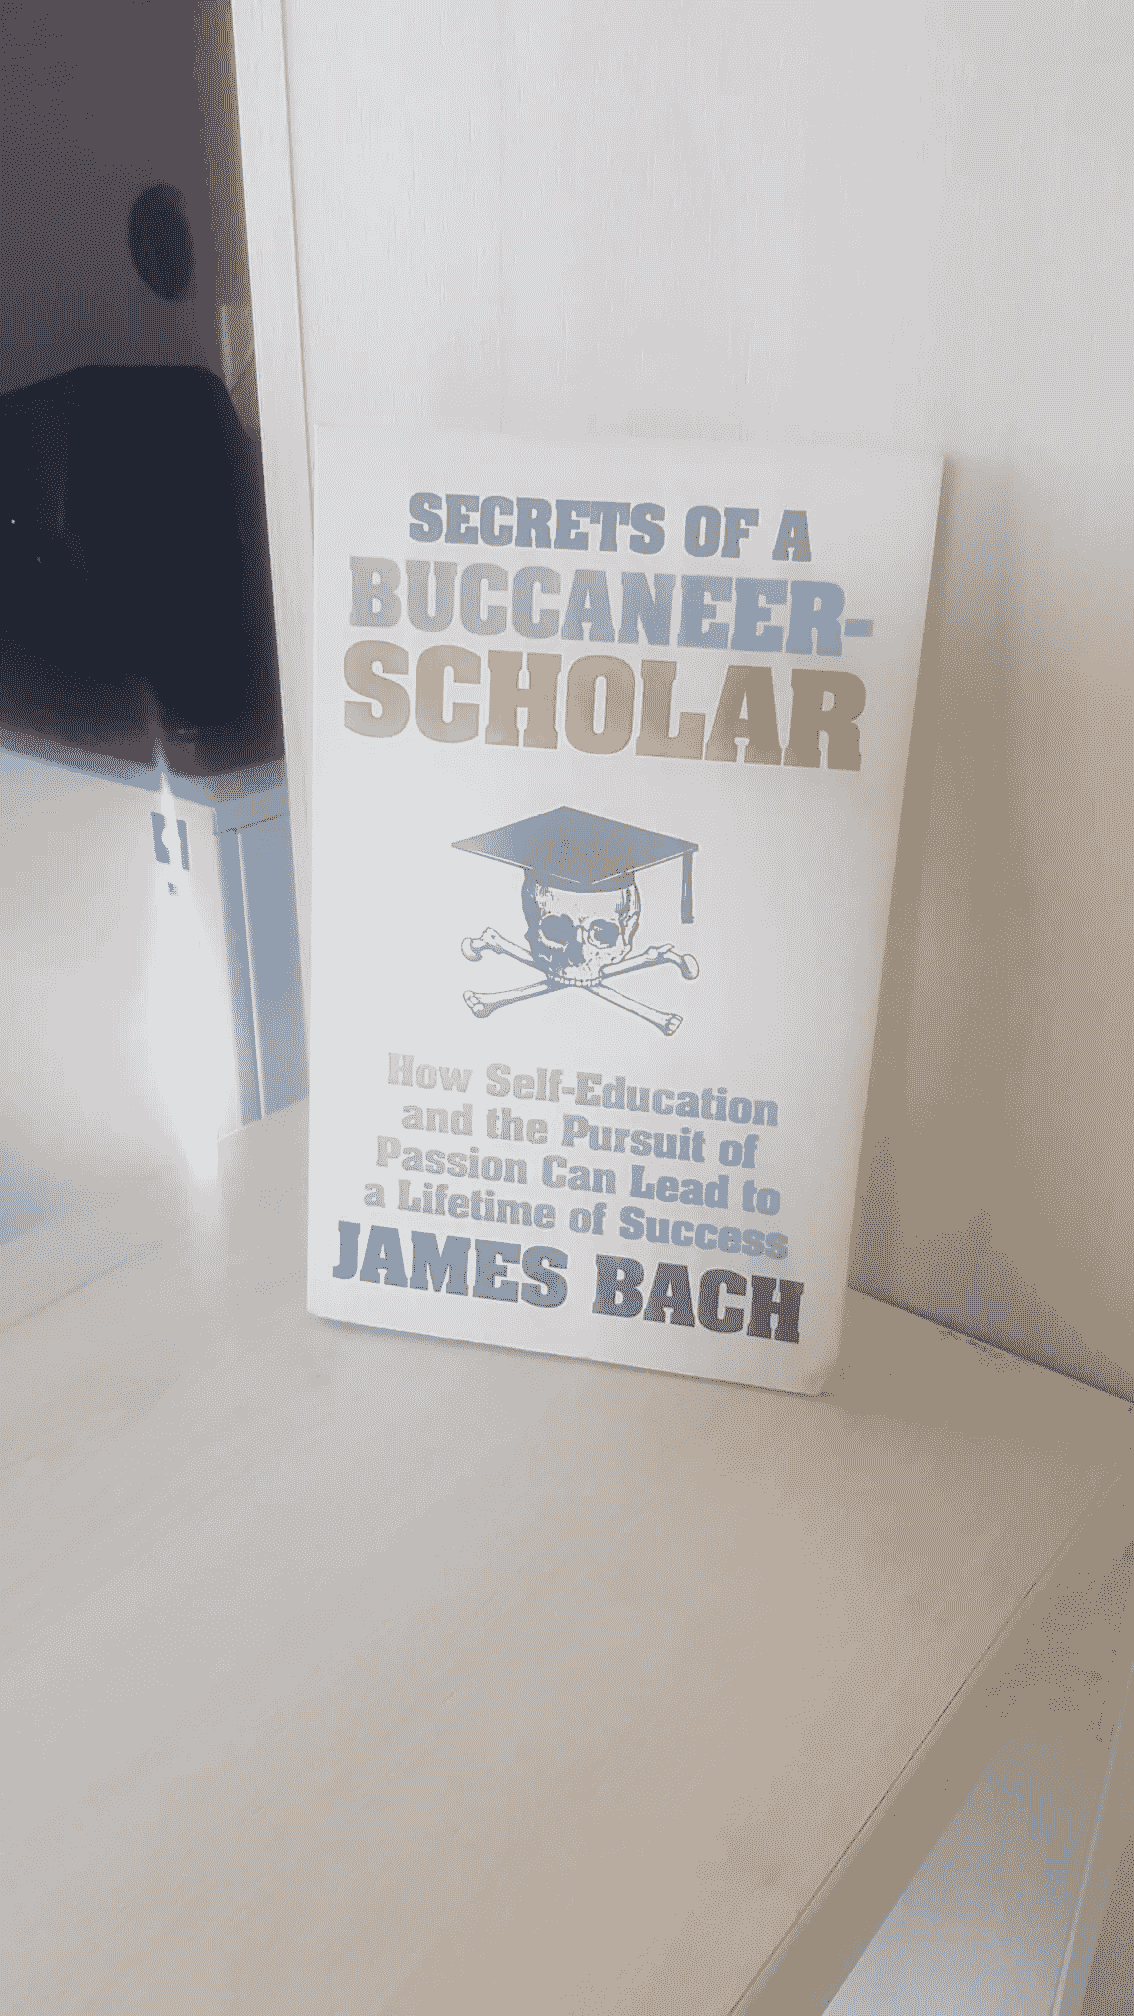 SECRETS OF A
BUCCANEER-
SCHOLAR
How Self-Education
and the Pursuit of
Passion Can Lead to
a Lifetime of Success
JAMES BACH